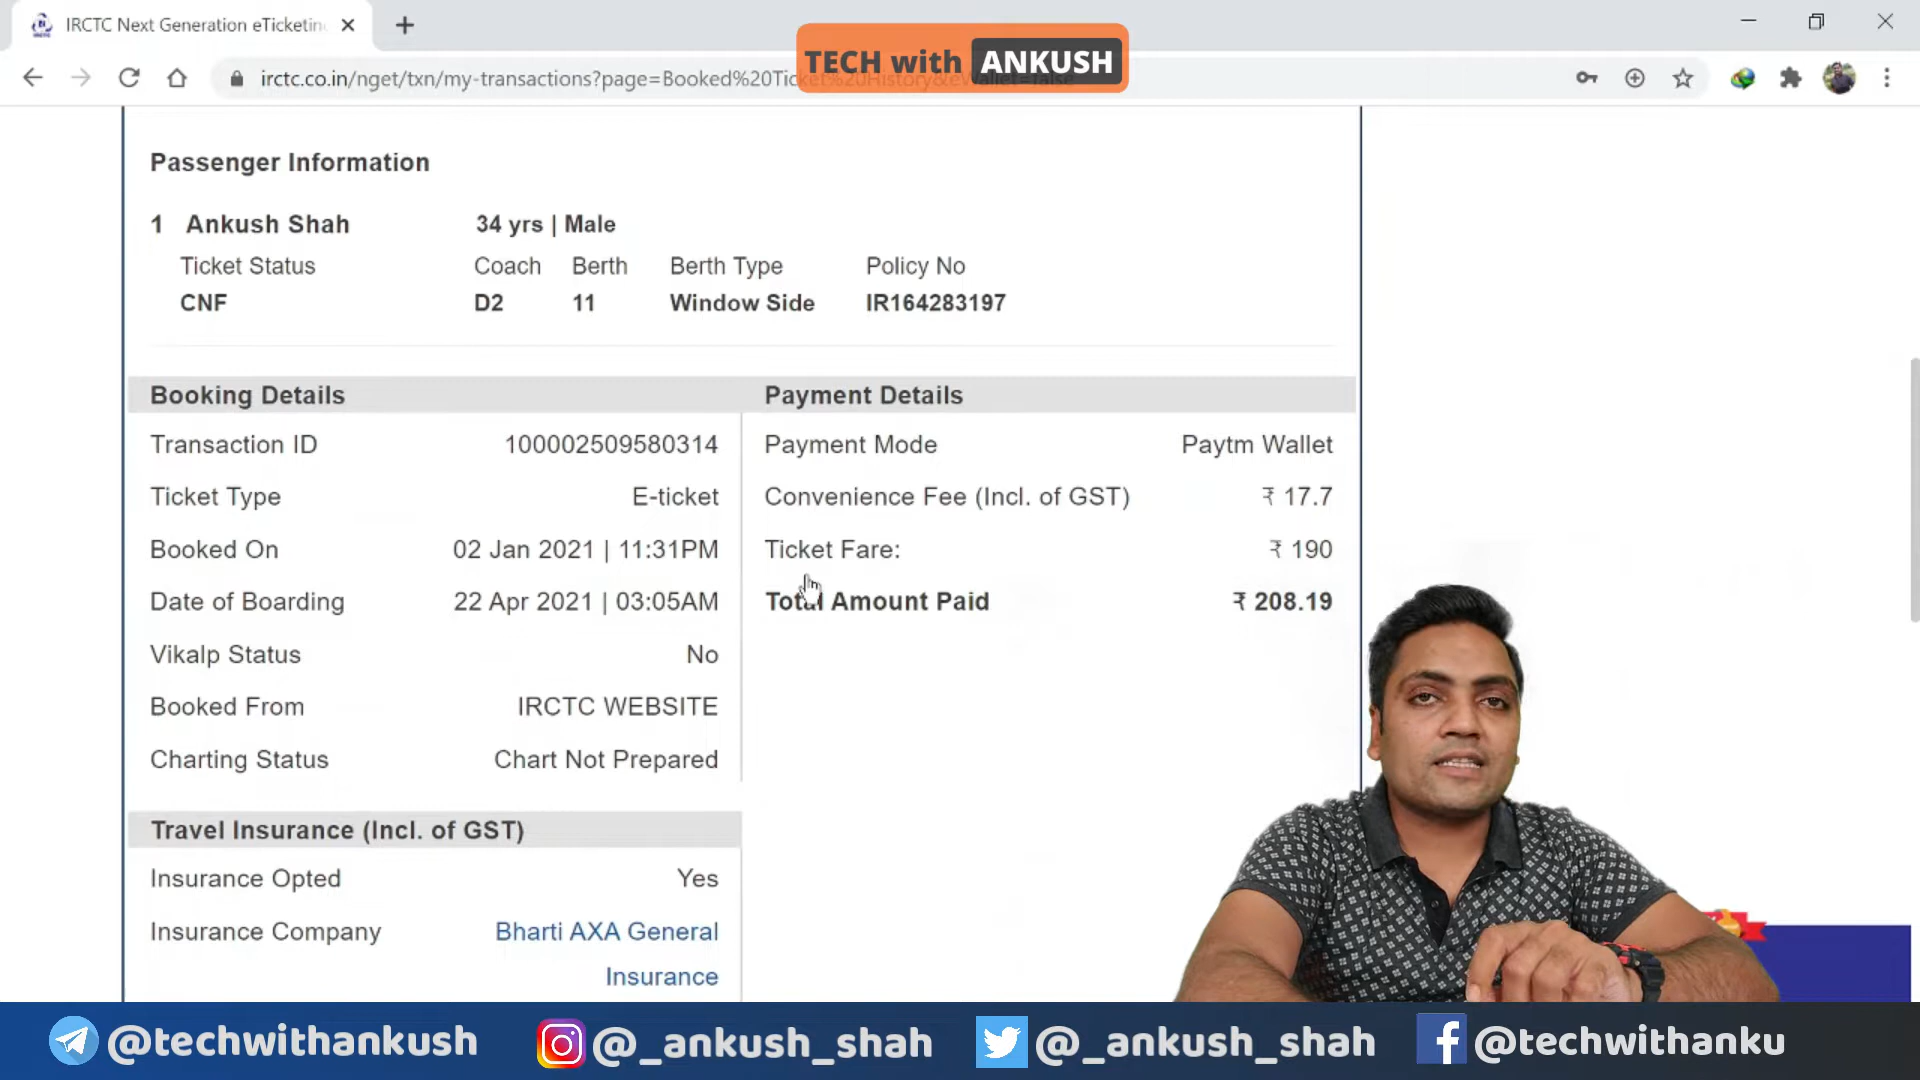 IRCTC Next Generation eTicketin
TECH with ANKUSH
irctc.co.in/nget/txn/my-transactions?page=Booked%20Ticket%20History&eWallet=false
Passenger Information
1 Ankush Shah 34 yrs | Male
Ticket Status Coach Berth Berth Type Policy No
CNF D2 11 Window Side IR164283197
Booking Details Payment Details
Transaction ID 100002509580314 Payment Mode Paytm Wallet
Ticket Type E-ticket Convenience Fee (Incl. of GST) ₹ 17.7
Booked On 02 Jan 2021 | 11:31PM Ticket Fare: ₹ 190
Date of Boarding 22 Apr 2021 | 03:05AM Total Amount Paid ₹ 208.19
Vikalp Status No
Booked From IRCTC WEBSITE
Charting Status Chart Not Prepared
Travel Insurance (Incl. of GST)
Insurance Opted Yes
Insurance Company Bharti AXA General
Insurance
@techwithankush @_ankush_shah @_ankush_shah @techwithanku